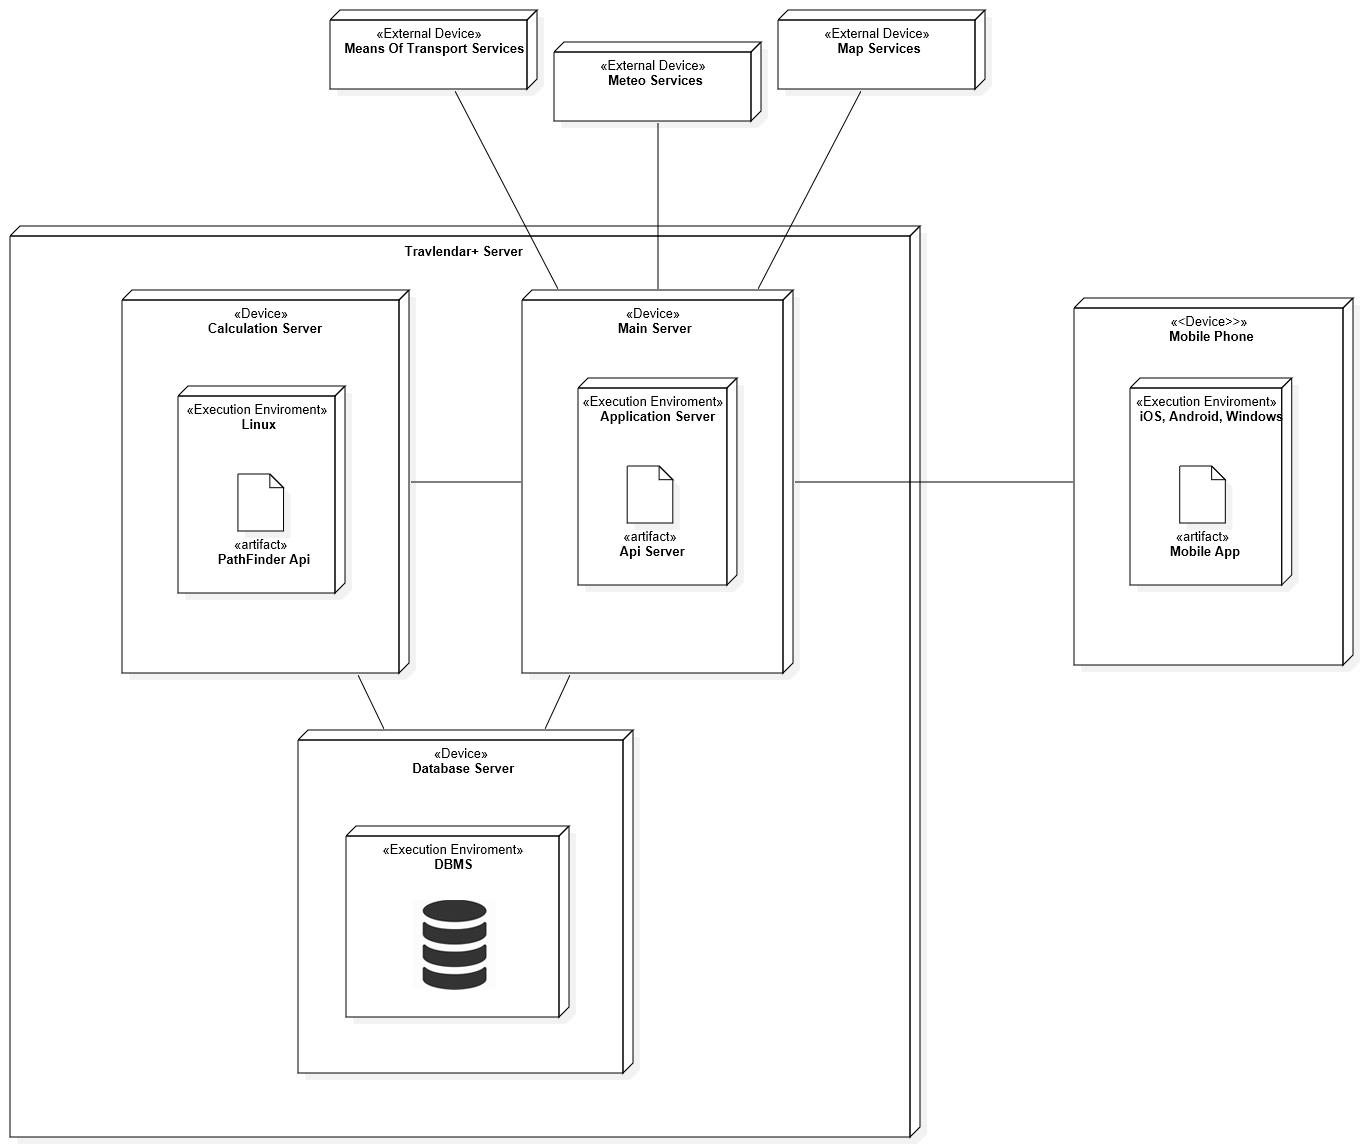 «External Device»
Means Of Transport Services
«External Device»
Meteo Services
«External Device»
Map Services
Travlendar+ Server
«Device»
Calculation Server
«Execution Enviroment»
Linux
«artifact»
PathFinder Api
«Device»
Main Server
«Execution Enviroment»
Application Server
«artifact»
Api Server
«<Device>>»
Mobile Phone
«Execution Enviroment»
iOS, Android, Windows
«artifact»
Mobile App
«Device»
Database Server
«Execution Enviroment»
DBMS